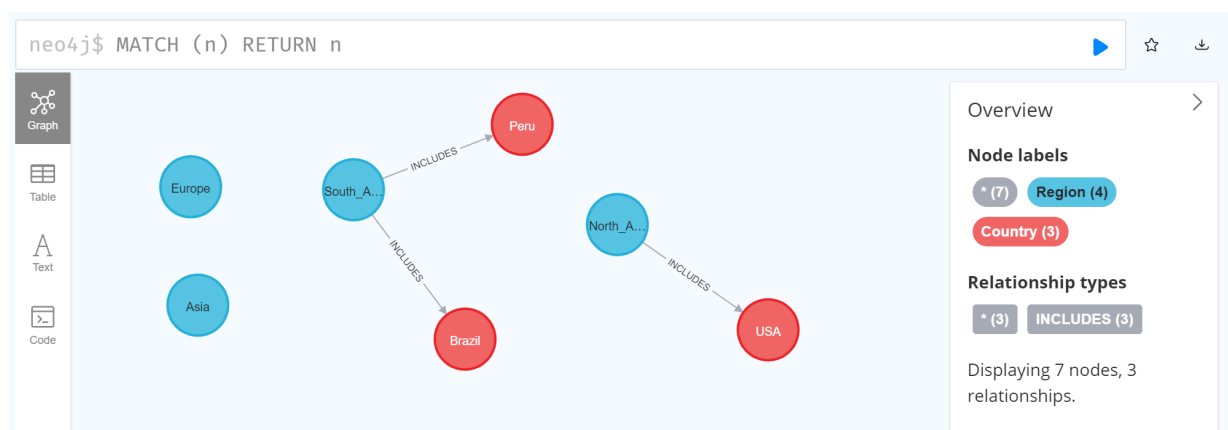 neo4j$ MATCH (n) RETURN n
Graph
Table
Text
Code
Europe
South_A...
Peru
INCLUDES
INCLUDES
North_A...
INCLUDES
Asia
Brazil
USA
Overview
Node labels
* (7) Region (4)
Country (3)
Relationship types
* (3) INCLUDES (3)
Displaying 7 nodes, 3
relationships.